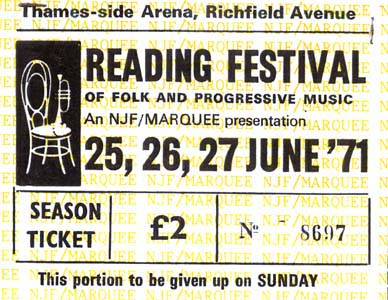 Thames-side Arena, Richfield Avenue
READING FESTIVAL
OF FOLK AND PROGRESSIVE MUSIC
An NJF/MARQUEE presentation
25, 26, 27 JUNE '71
SEASON TICKET
£2
Nº - 8697
This portion to be given up on SUNDAY